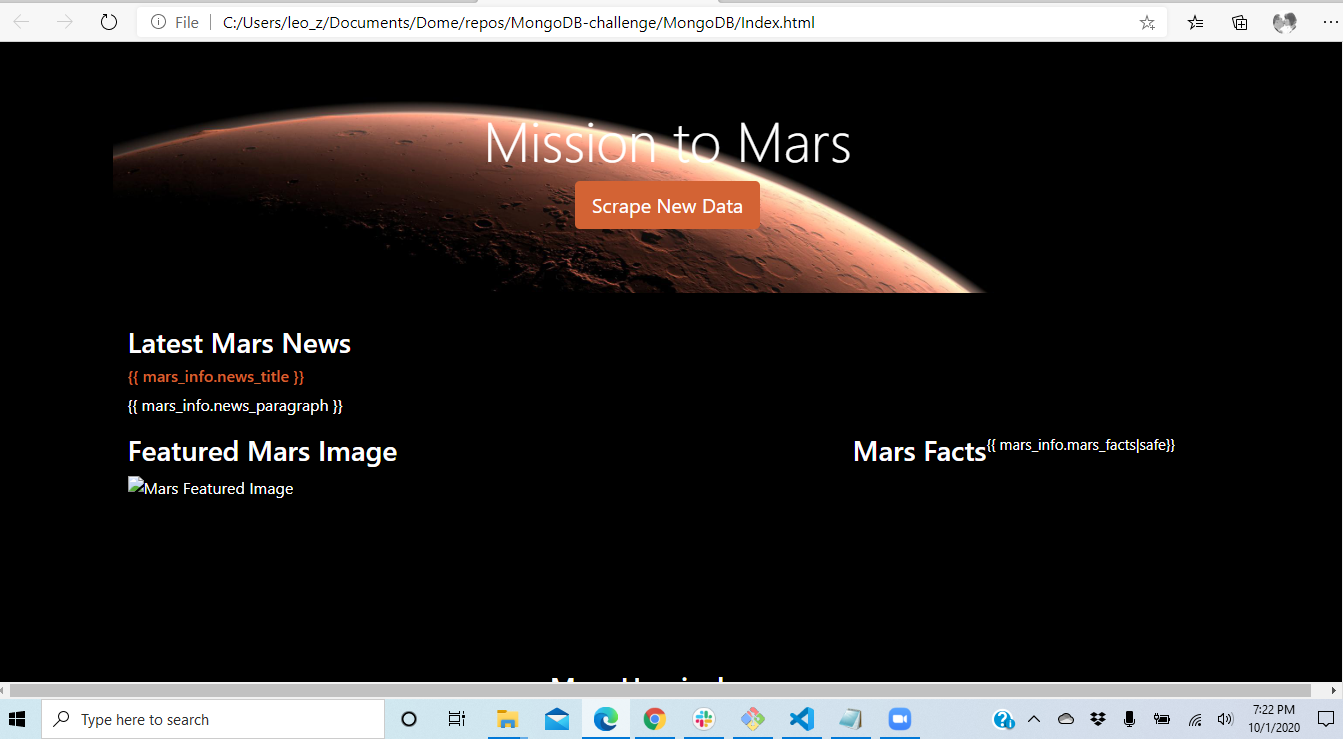 File | C:/Users/leo_z/Documents/Dome/repos/MongoDB-challenge/MongoDB/Index.html
Mission to Mars
Scrape New Data
Latest Mars News
{{ mars_info.news_title }}
{{ mars_info.news_paragraph }}
Featured Mars Image
Mars Facts{{ mars_info.mars_facts|safe}}
Mars Featured Image
Type here to search
7:22 PM
10/1/2020